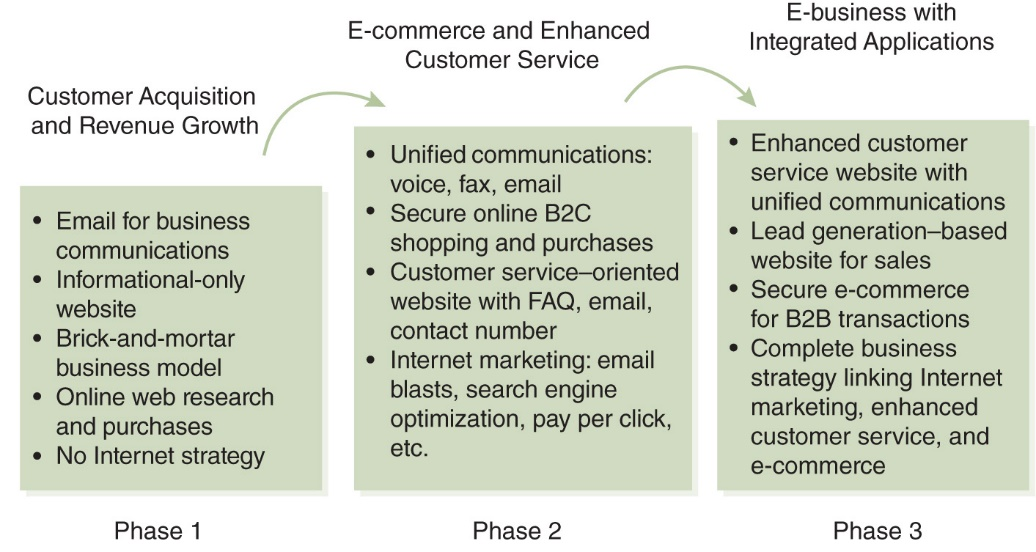 Customer Acquisition
and Revenue Growth
• Email for business
communications
• Informational-only
website
• Brick-and-mortar
business model
• Online web research
and purchases
• No Internet strategy
Phase 1
E-commerce and Enhanced
Customer Service
• Unified communications:
voice, fax, email
• Secure online B2C
shopping and purchases
• Customer service–oriented
website with FAQ, email,
contact number
• Internet marketing: email
blasts, search engine
optimization, pay per click,
etc.
Phase 2
E-business with
Integrated Applications
• Enhanced customer
service website with
unified communications
• Lead generation–based
website for sales
• Secure e-commerce
for B2B transactions
• Complete business
strategy linking Internet
marketing, enhanced
customer service, and
e-commerce
Phase 3